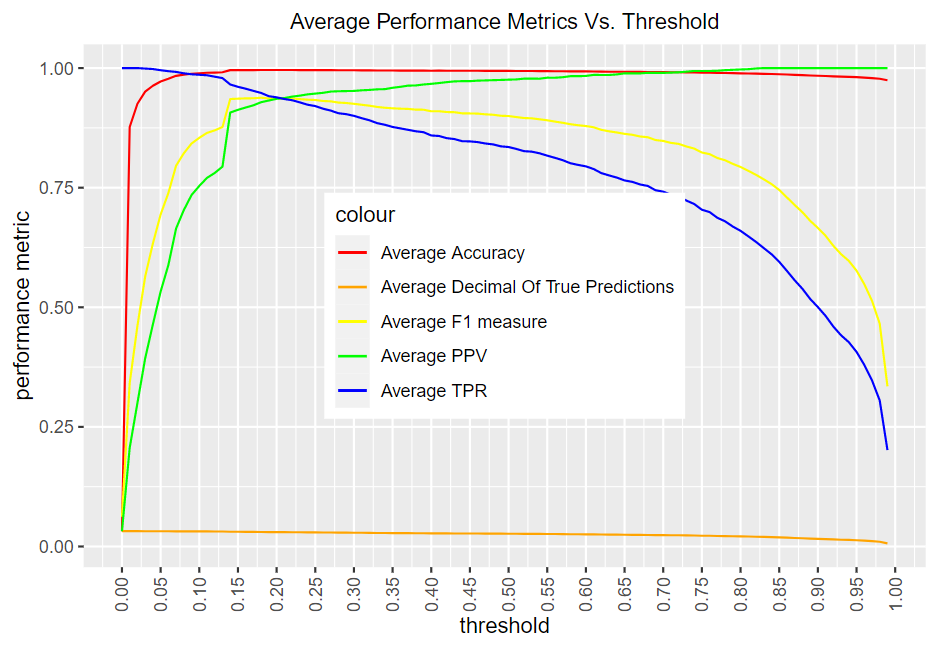 Average Performance Metrics Vs. Threshold
performance metric
1.00
0.75
0.50
0.25
0.00
colour
Average Accuracy
Average Decimal Of True Predictions
Average F1 measure
Average PPV
Average TPR
0.00 0.05 0.10 0.15 0.20 0.25 0.30 0.35 0.40 0.45 0.50 0.55 0.60 0.65 0.70 0.75 0.80 0.85 0.90 0.95 1.00
threshold